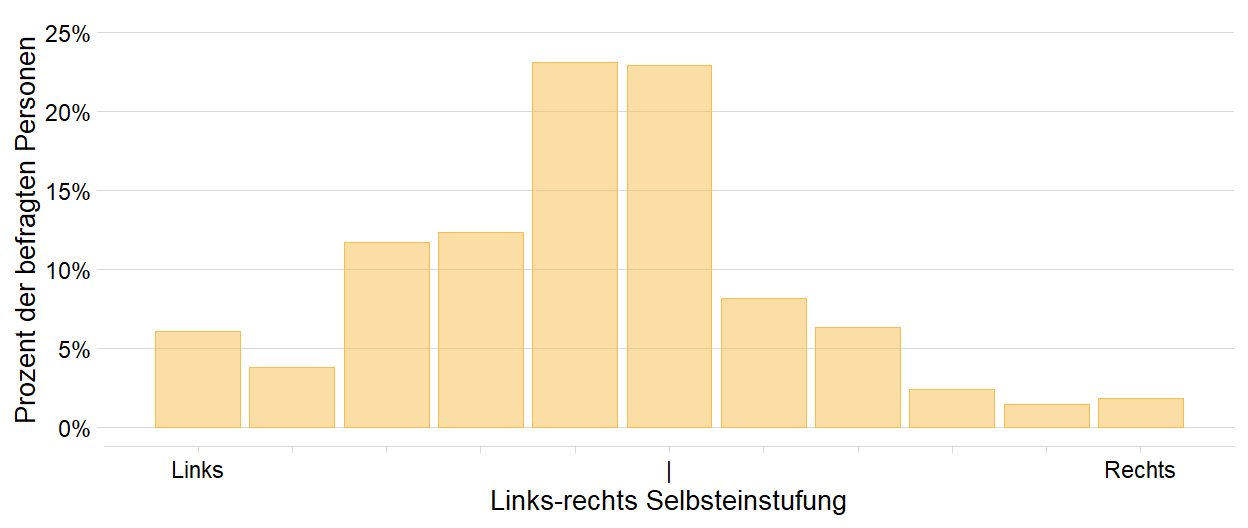 Prozent der befragten Personen
25%
20%
15%
10%
5%
0%
Links | Rechts
Links-rechts Selbsteinstufung